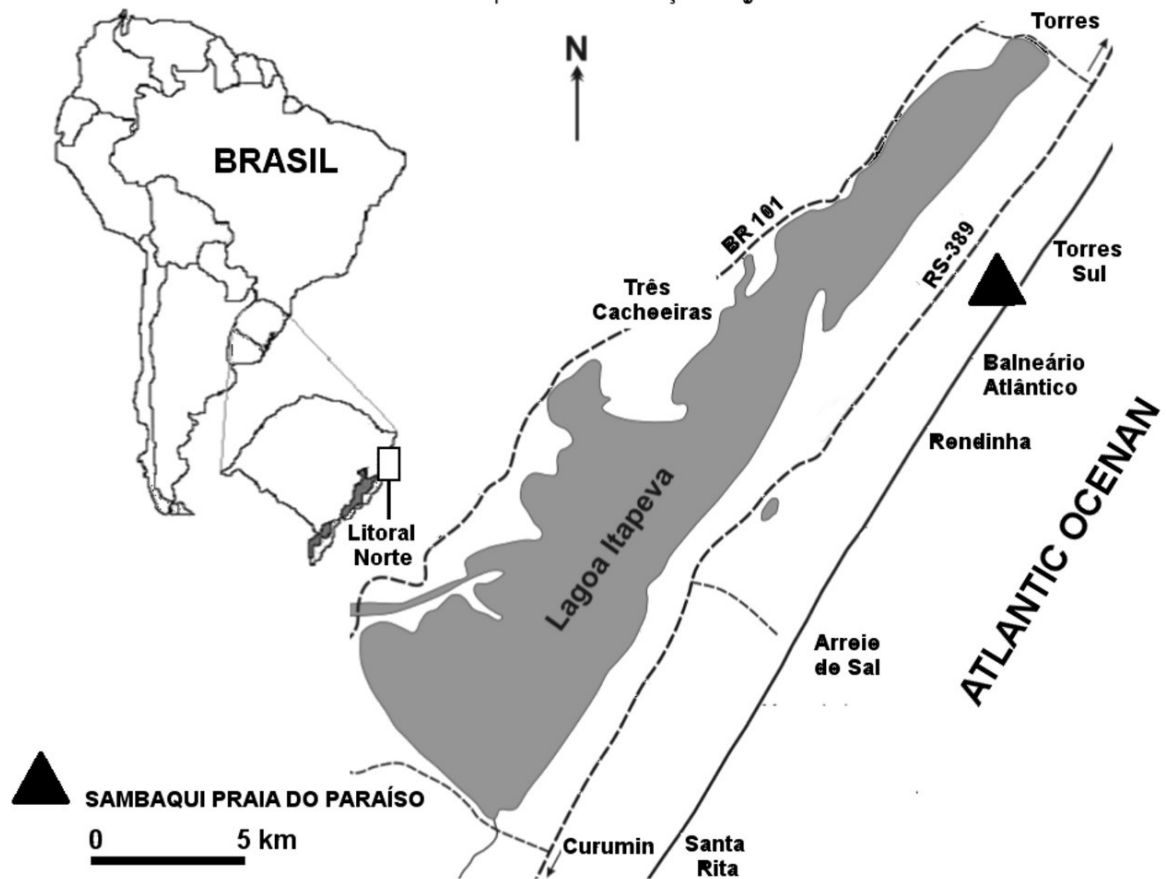 Torres
N
BRASIL
BR 101
RS-389
Torres
Sul
Três
Cachoeiras
Balneário
Atlântico
Rondinha
Litoral
Norte
Lagoa Itapeva
ATLANTIC OCENAN
Arroio
do Sal
SAMBAQUI PRAIA DO PARAÍSO
0 5 km
Curumin
Santa
Rita